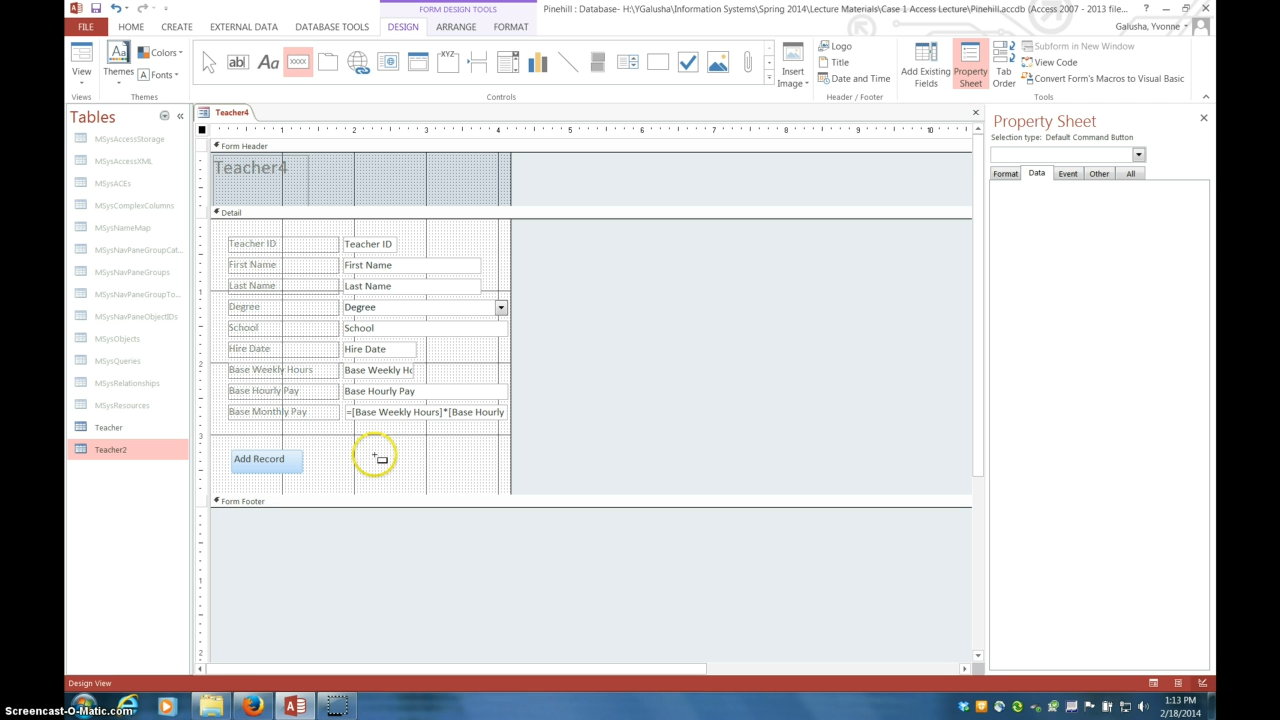 FORM DESIGN TOOLS
Pinehill : Database- H:\YGalusha\Information Systems\Spring 2014\Lecture Materials\Case 1 Access Lecture\Pinehill.accdb (Access 2007 - 2013 file...
FILE HOME CREATE EXTERNAL DATA DATABASE TOOLS DESIGN ARRANGE FORMAT Galusha, Yvonne
View
Themes
Colors
Fonts
Aa
ab
Aa
XXXX
XYZ
Insert
Image
Logo
Title
Date and Time
Add Existing
Fields
Property
Sheet
Tab
Order
Subform in New Window
View Code
Convert Form's Macros to Visual Basic
Views Themes Controls Header / Footer Tools
Tables
MSysAccessStorage
MSysAccessXML
MSysACEs
MSysComplexColumns
MSysNameMap
MSysNavPaneGroupCat...
MSysNavPaneGroups
MSysNavPaneGroupTo...
MSysNavPaneObjectIDs
MSysObjects
MSysQueries
MSysRelationships
MSysResources
Teacher
Teacher2
Teacher4
Form Header
Teacher4
Detail
Teacher ID Teacher ID
First Name First Name
Last Name Last Name
Degree Degree
School School
Hire Date Hire Date
Base Weekly Hours Base Weekly Hc
Base Hourly Pay Base Hourly Pay
Base Monthly Pay =[Base Weekly Hours]*[Base Hourly
Add Record
Form Footer
Property Sheet
Selection type: Default Command Button
Format Data Event Other All
Design View
Screencast-O-Matic.com
1:13 PM
2/18/2014